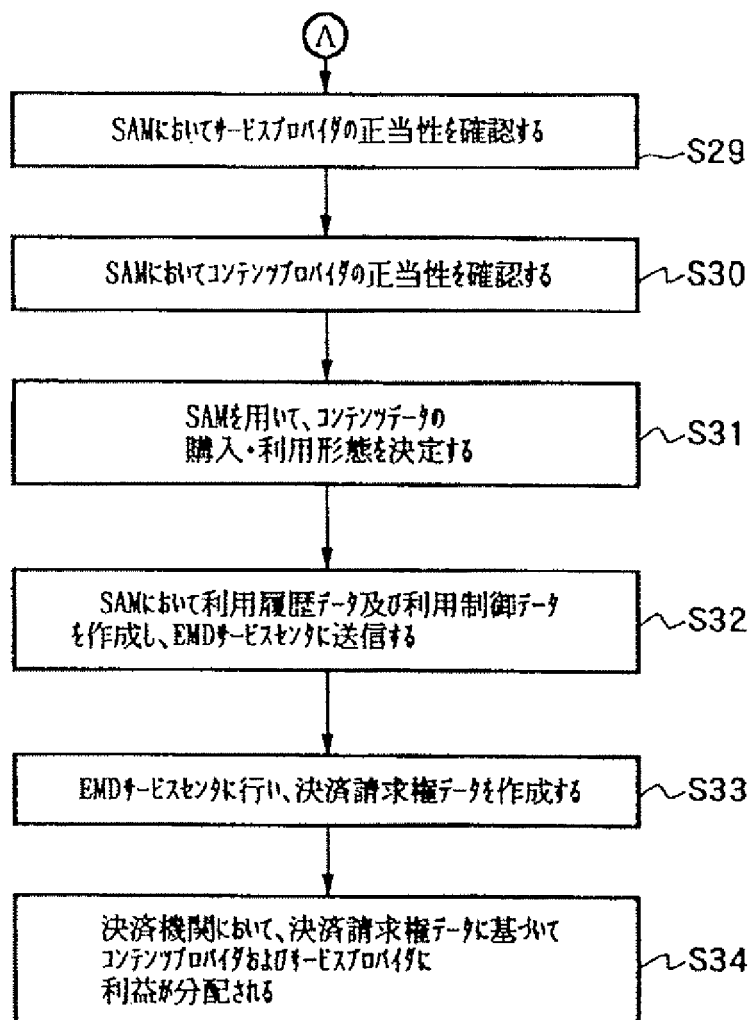 A
SAMにおいてサービスプロバイダの正当性を確認する
S29
SAMにおいてコンテンツプロバイダの正当性を確認する
S30
SAMを用いて、コンテンツデータの
購入・利用形態を決定する
S31
SAMにおいて利用履歴データ及び利用制御データ
を作成し、EMDサービスセンタに送信する
S32
EMDサービスセンタに行い、決済請求権データを作成する
S33
決済機関において、決済請求権データに基づいて
コンテンツプロバイダおよびサービスプロバイダに
利益が分配される
S34